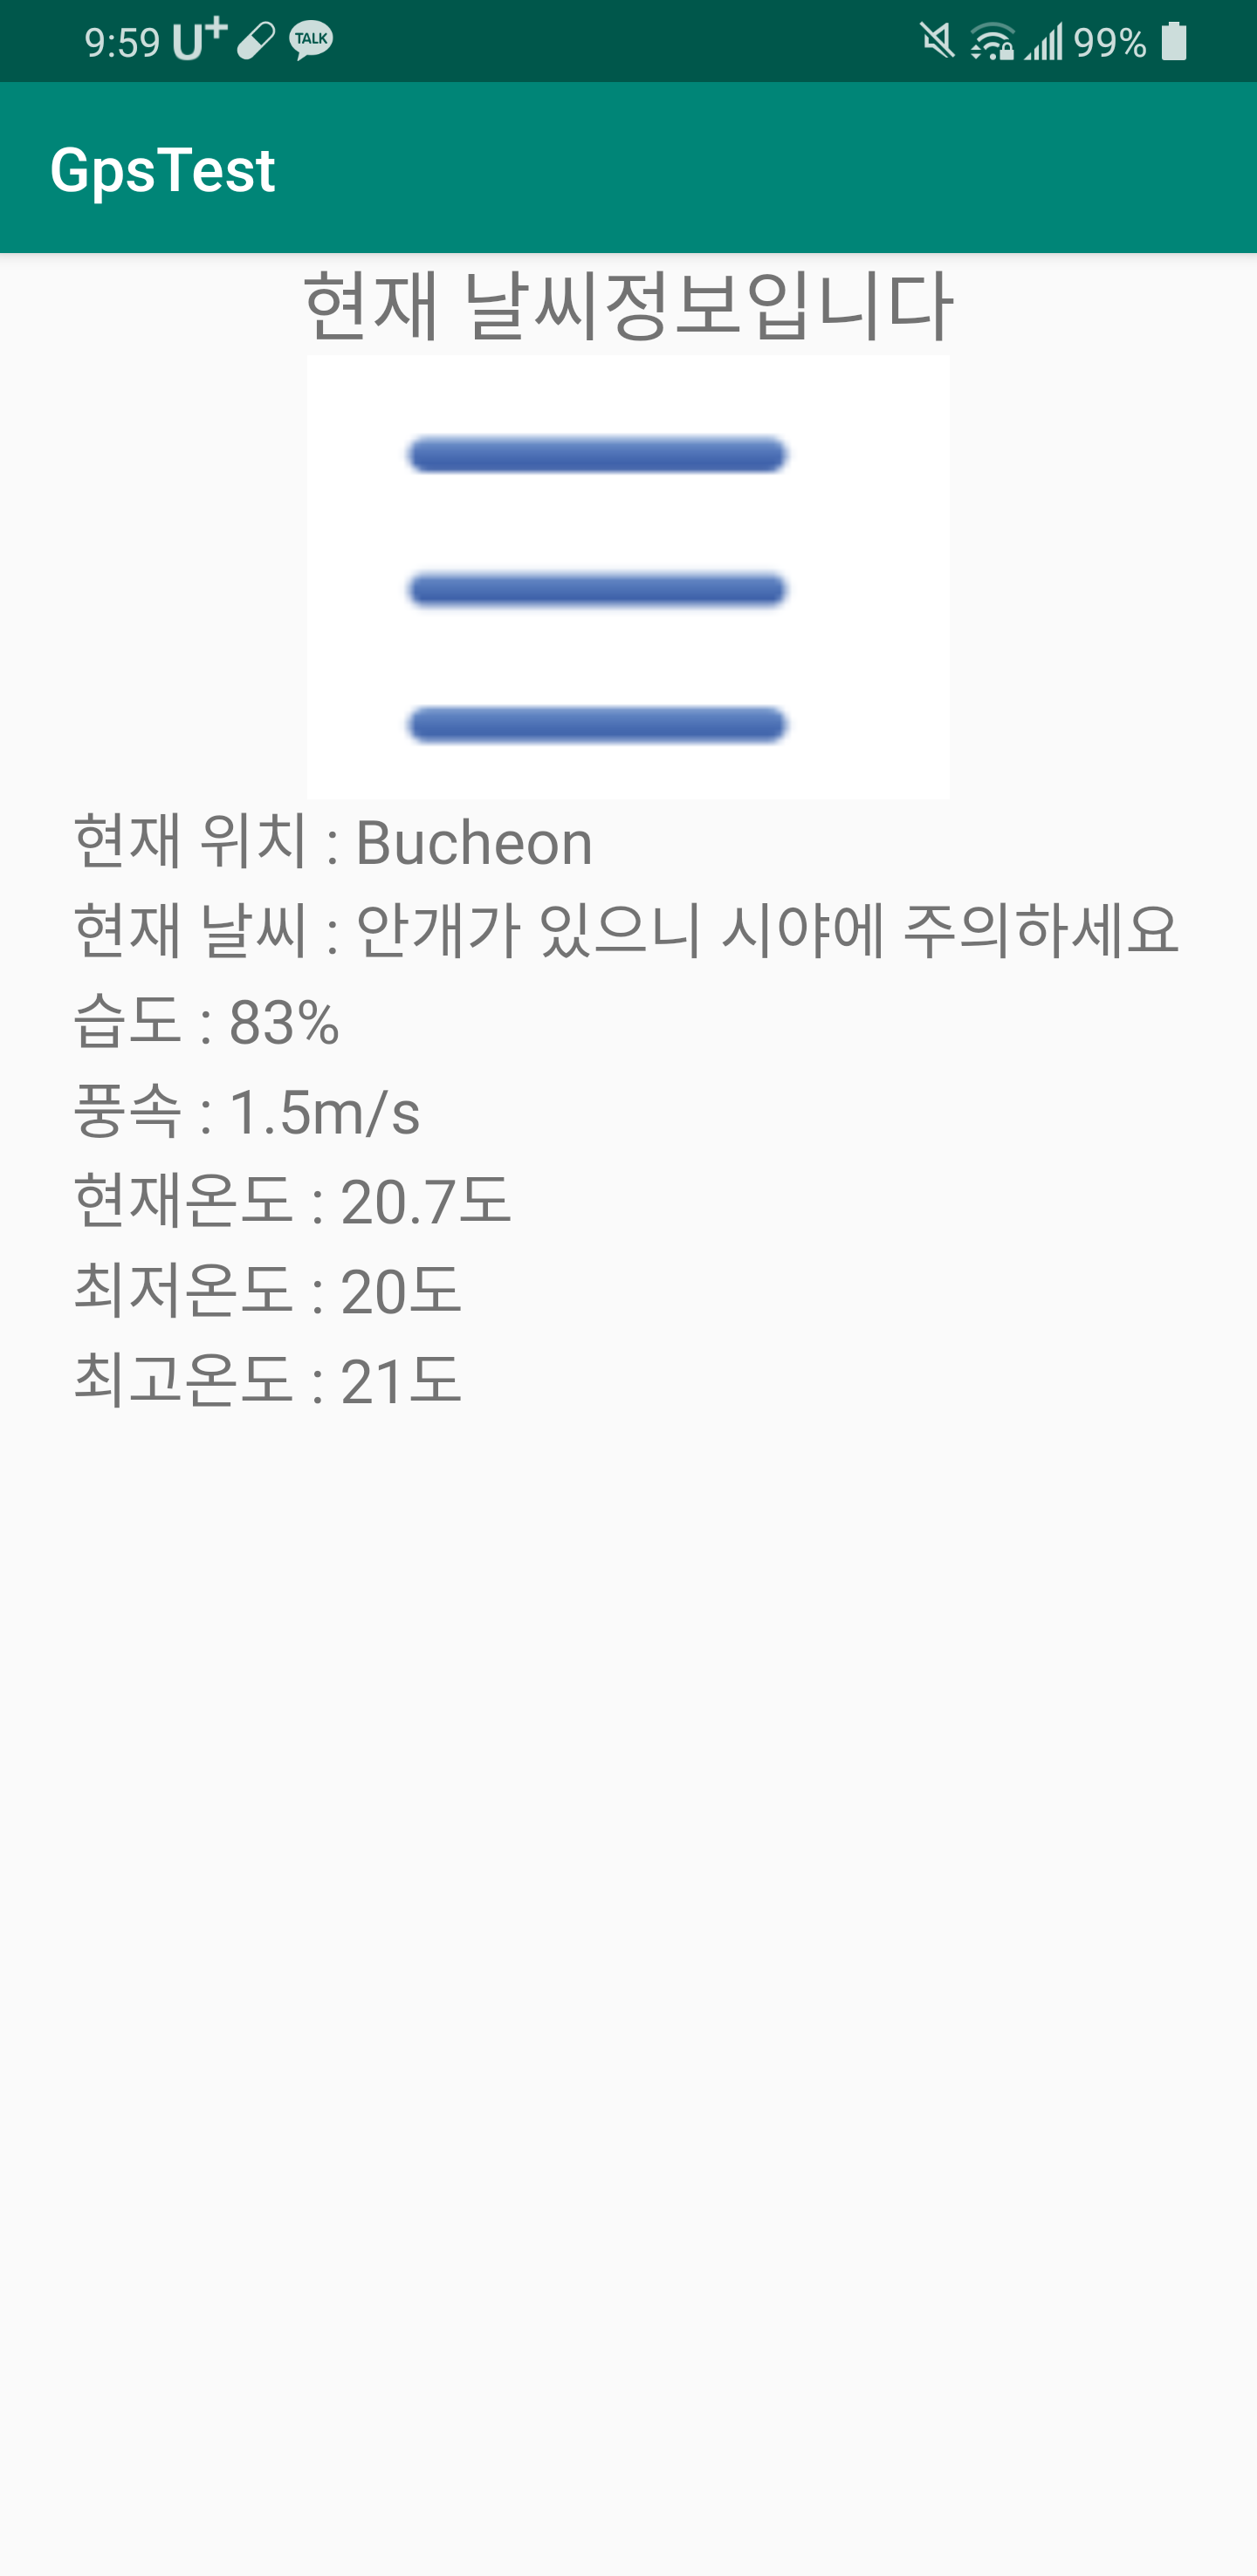 9:59 U+ TALK 99%
GpsTest
현재 날씨정보입니다
현재 위치 : Bucheon
현재 날씨 : 안개가 있으니 시야에 주의하세요
습도 : 83%
풍속 : 1.5m/s
현재온도 : 20.7도
최저온도 : 20도
최고온도 : 21도